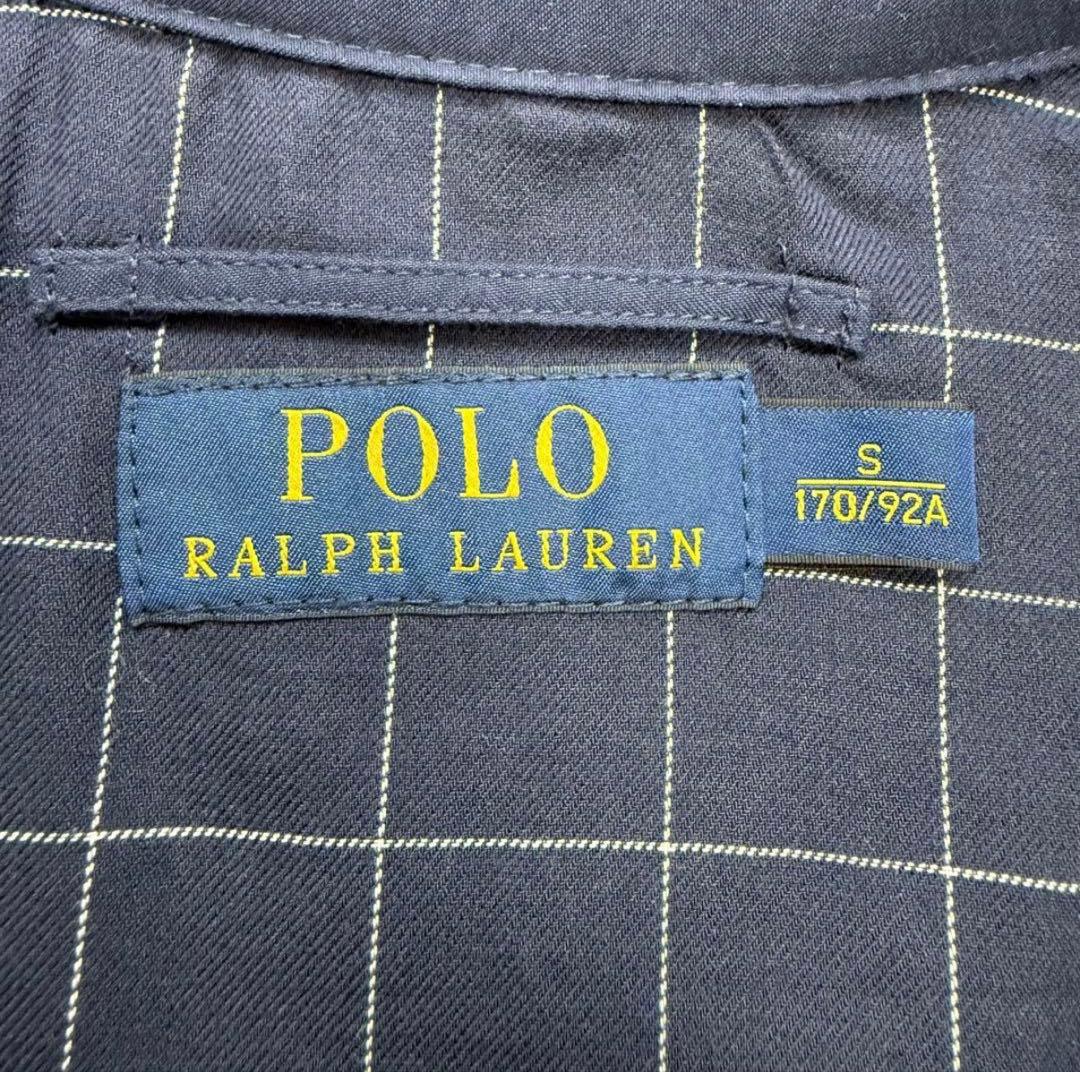 POLO
RALPH LAUREN
S
170/92A